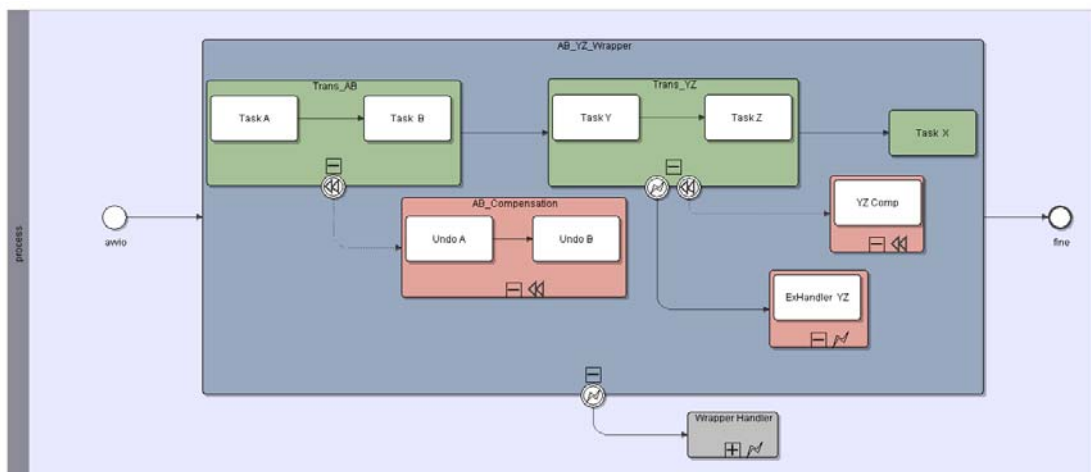 process
AB_YZ_Wrapper
Trans_AB
Trans_YZ
Task A
Task B
Task Y
Task Z
Task X
avvio
AB_Compensation
YZ Comp
Undo A
Undo B
fine
ExHandler YZ
Wrapper Handler